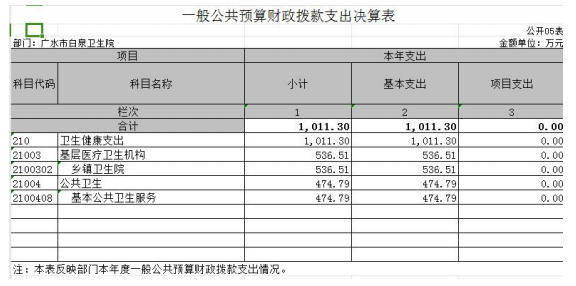 一般公共预算财政拨款支出决算表
公开05表
部门：广水市白泉卫生院 金额单位：万元
项目 本年支出
科目代码 科目名称 小计 基本支出 项目支出
栏次 1 2 3
合计 1,011.30 1,011.30 0.00
210 卫生健康支出 1,011.30 1,011.30 0.00
21003 基层医疗卫生机构 536.51 536.51 0.00
2100302 乡镇卫生院 536.51 536.51 0.00
21004 公共卫生 474.79 474.79 0.00
2100408 基本公共卫生服务 474.79 474.79 0.00
注：本表反映部门本年度一般公共预算财政拨款支出情况。